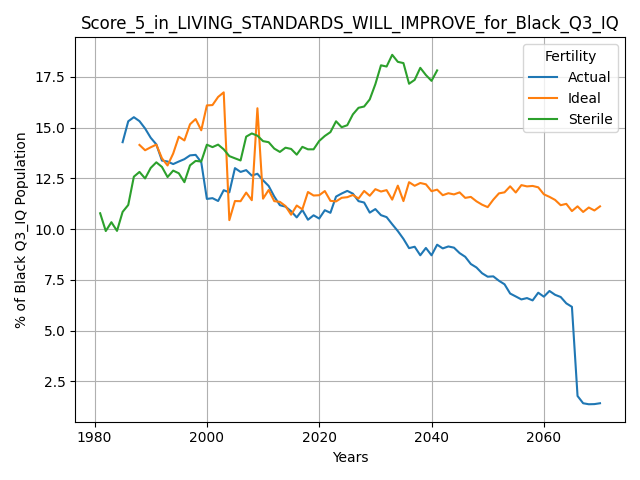 Score_5_in_LIVING_STANDARDS_WILL_IMPROVE_for_Black_Q3_IQ
Fertility
Actual
Ideal
Sterile
% of Black Q3_IQ Population
17.5
15.0
12.5
10.0
7.5
5.0
2.5
1980
2000
2020
2040
2060
Years